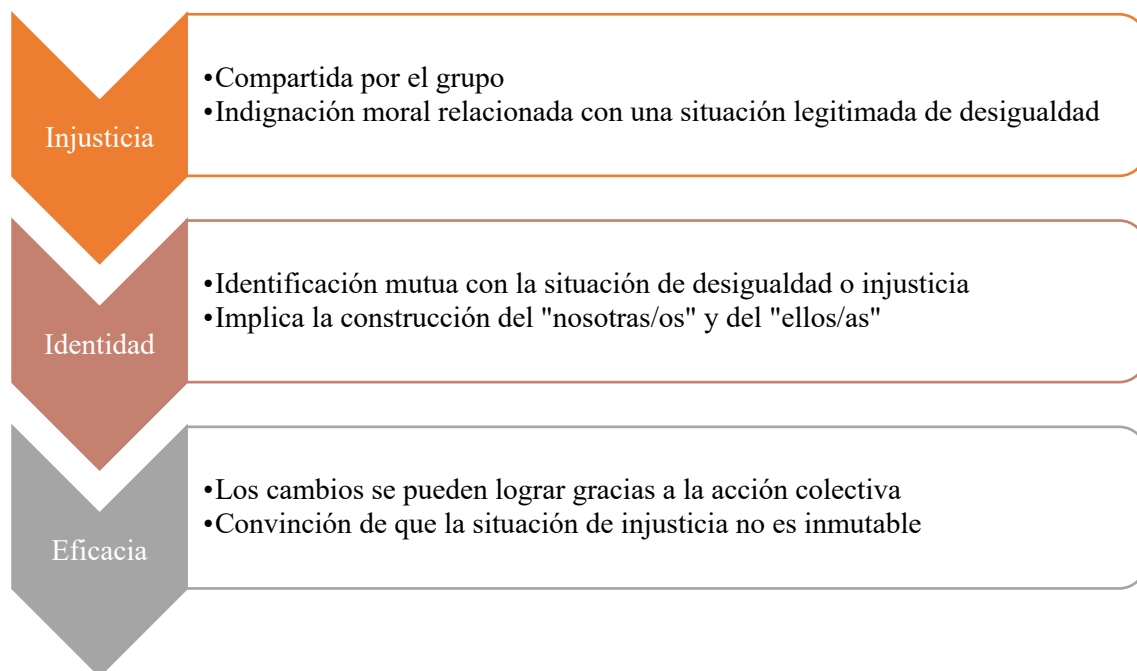 Injusticia
•Compartida por el grupo
•Indignación moral relacionada con una situación legitimada de desigualdad
Identidad
•Identificación mutua con la situación de desigualdad o injusticia
•Implica la construcción del "nosotras/os" y del "ellos/as"
Eficacia
•Los cambios se pueden lograr gracias a la acción colectiva
•Convinción de que la situación de injusticia no es inmutable